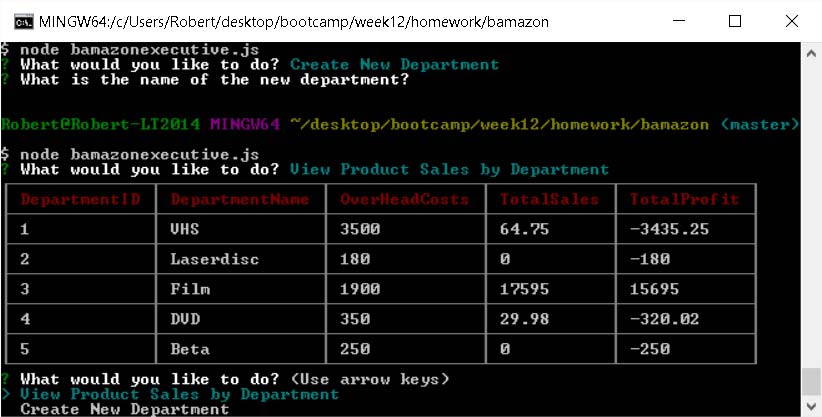 MINGW64:/c/Users/Robert/desktop/bootcamp/week12/homework/bamazon
$ node bamazonexecutive.js
? What would you like to do? Create New Department
? What is the name of the new department?
Robert@Robert-LT2014 MINGW64 ~/desktop/bootcamp/week12/homework/bamazon (master)
$ node bamazonexecutive.js
? What would you like to do? View Product Sales by Department
DepartmentID DepartmentName OverHeadCosts TotalSales TotalProfit
1 VHS 3500 64.75 -3435.25
2 Laserdisc 180 0 -180
3 Film 1900 17595 15695
4 DVD 350 29.98 -320.02
5 Beta 250 0 -250
? What would you like to do? (Use arrow keys)
> View Product Sales by Department
Create New Department